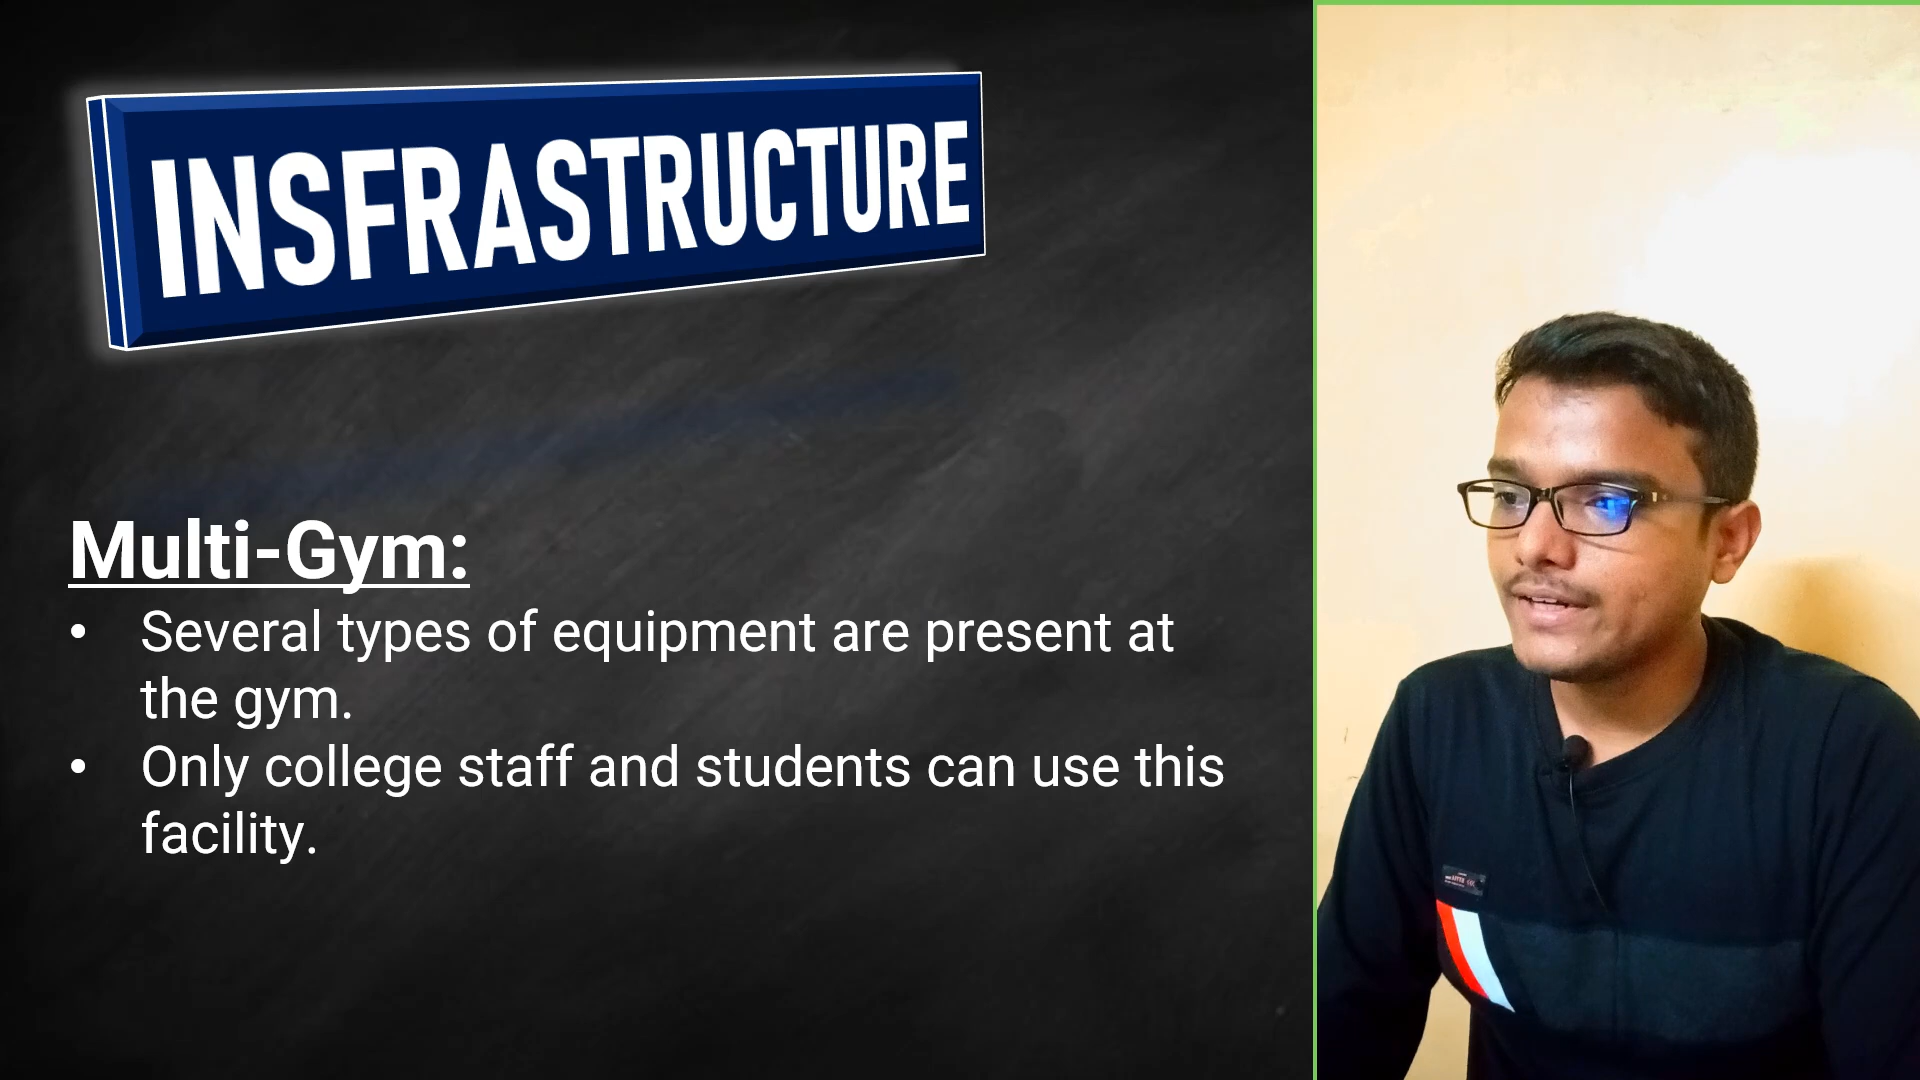 INSFRASTRUCTURE
Multi-Gym:
• Several types of equipment are present at
the gym.
• Only college staff and students can use this
facility.